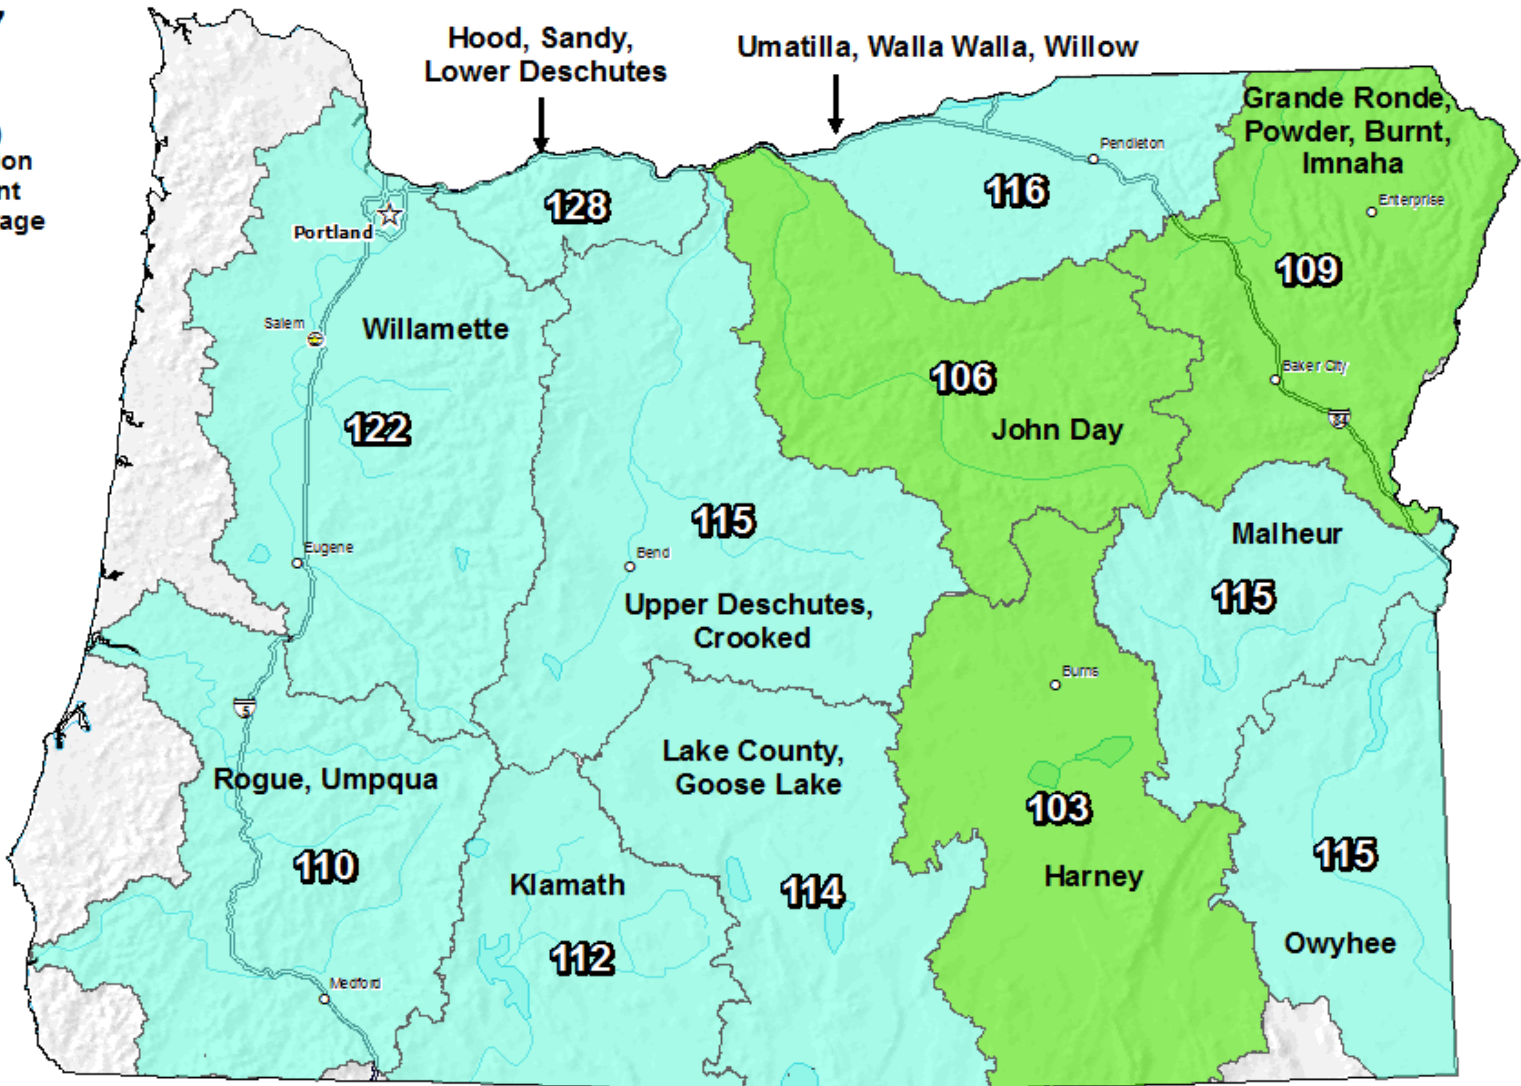 on
nt
age
Hood, Sandy,
Lower Deschutes
Umatilla, Walla Walla, Willow
Grande Ronde,
Powder, Burnt,
Imnaha
Pendleton
Enterprise
128
116
109
Portland
Salem
Willamette
122
106
John Day
Baker City
84
115
Bend
Upper Deschutes,
Crooked
Eugene
Malheur
115
Burns
5
Rogue, Umpqua
110
Lake County,
Goose Lake
114
Klamath
112
103
Harney
115
Owyhee
Medford